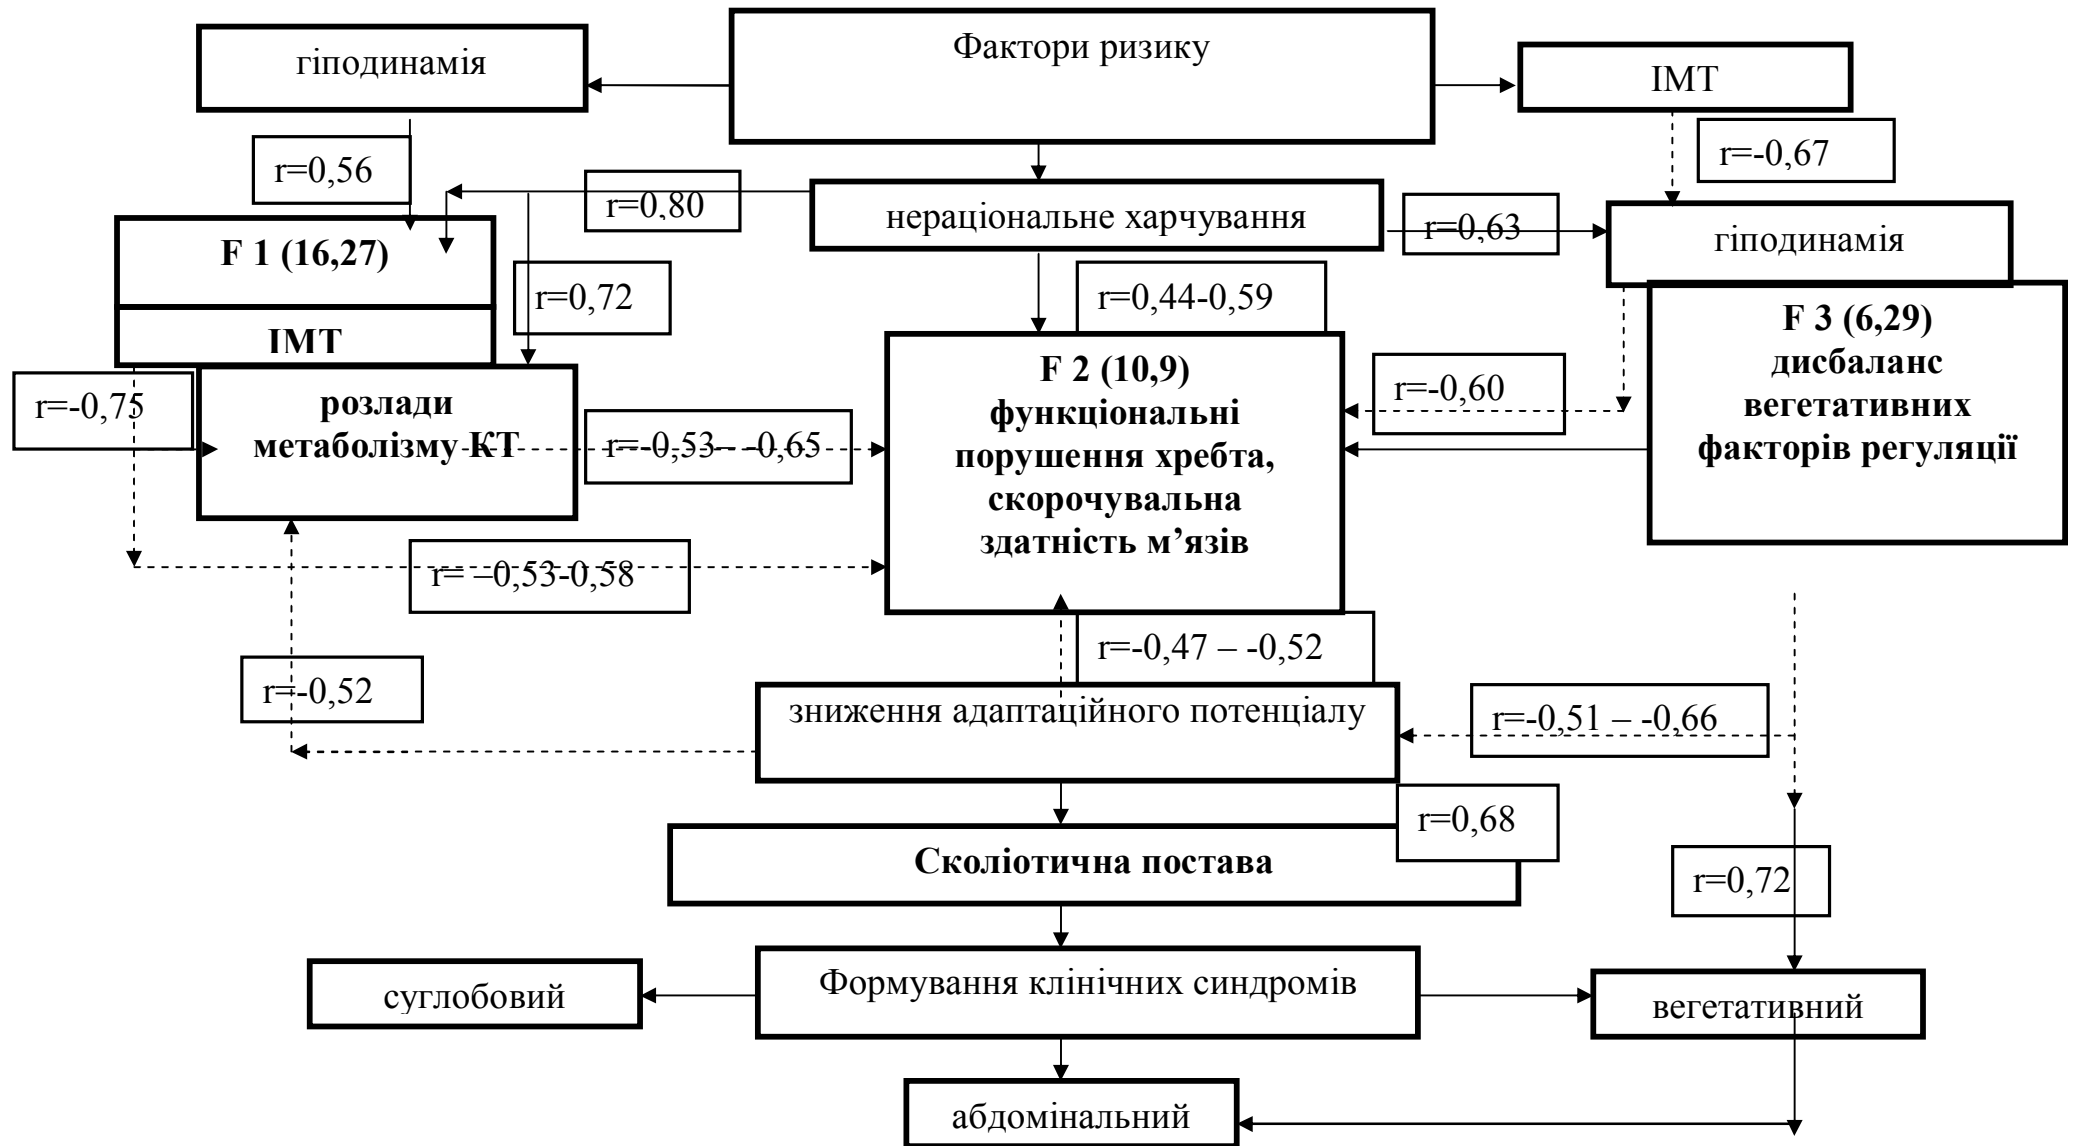 Фактори ризику
гіподинамія
ІМТ
r=0,56
r=-0,67
r=0,80
нераціональне харчування
r=0,63
гіподинамія
F 1 (16,27)
ІМТ
r=0,72
r=0,44-0,59
F 3 (6,29)
дисбаланс
вегетативних
факторів регуляції
r=-0,75
розлади
метаболізму КТ
r=-0,53– -0,65
F 2 (10,9)
функціональні
порушення хребта,
скорочувальна
здатність м’язів
r=-0,60
r= –0,53-0,58
r=-0,47 – -0,52
r=-0,52
зниження адаптаційного потенціалу
r=-0,51 – -0,66
r=0,68
Сколіотична постава
r=0,72
Формування клінічних синдромів
суглобовий
вегетативний
абдомінальний